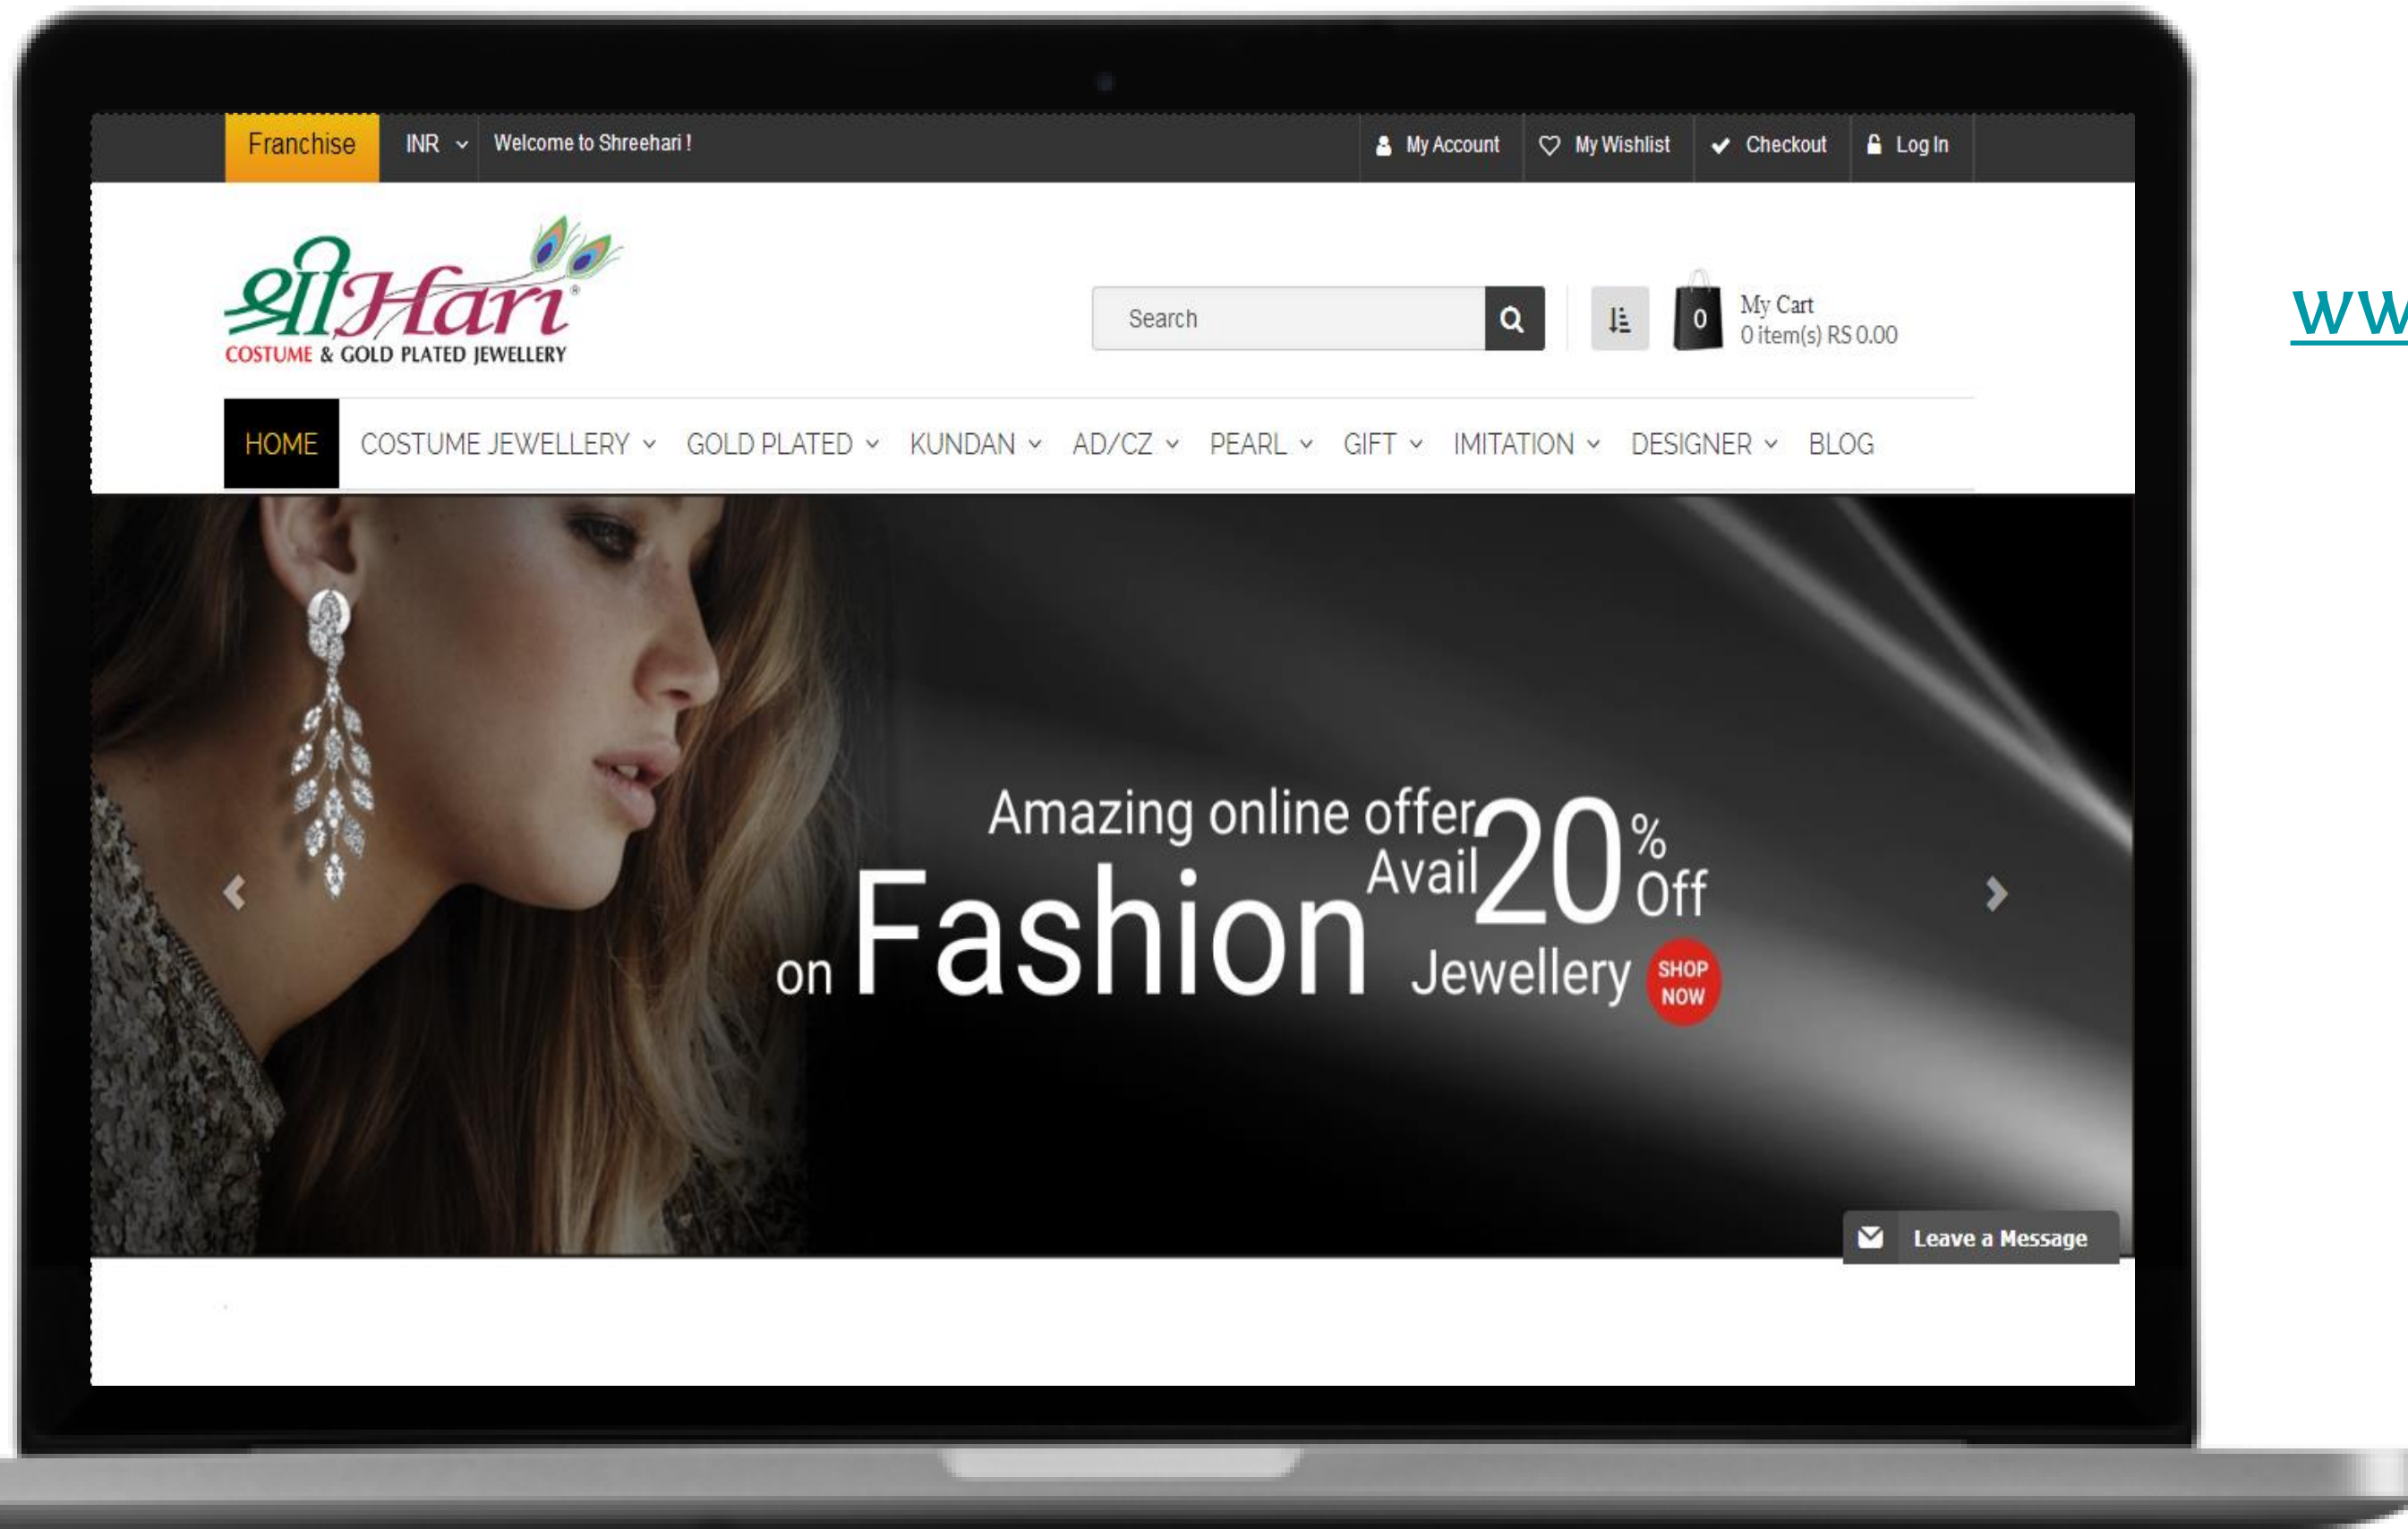 Franchise INR Welcome to Shreehari ! My Account My Wishlist Checkout Log In
श्रीHari®
COSTUME & GOLD PLATED JEWELLERY
Search
0 My Cart
0 item(s) RS 0.00
HOME COSTUME JEWELLERY GOLD PLATED KUNDAN AD/CZ PEARL GIFT IMITATION DESIGNER BLOG
Amazing online offer
Avail 20% Off
on Fashion Jewellery
SHOP
NOW
Leave a Message